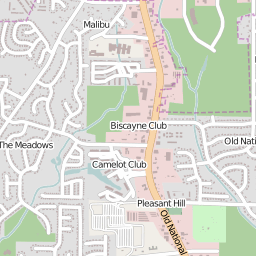 Malibu
Biscayne Club
The Meadows
Old Nati
Camelot Club
Pleasant Hill
Old National